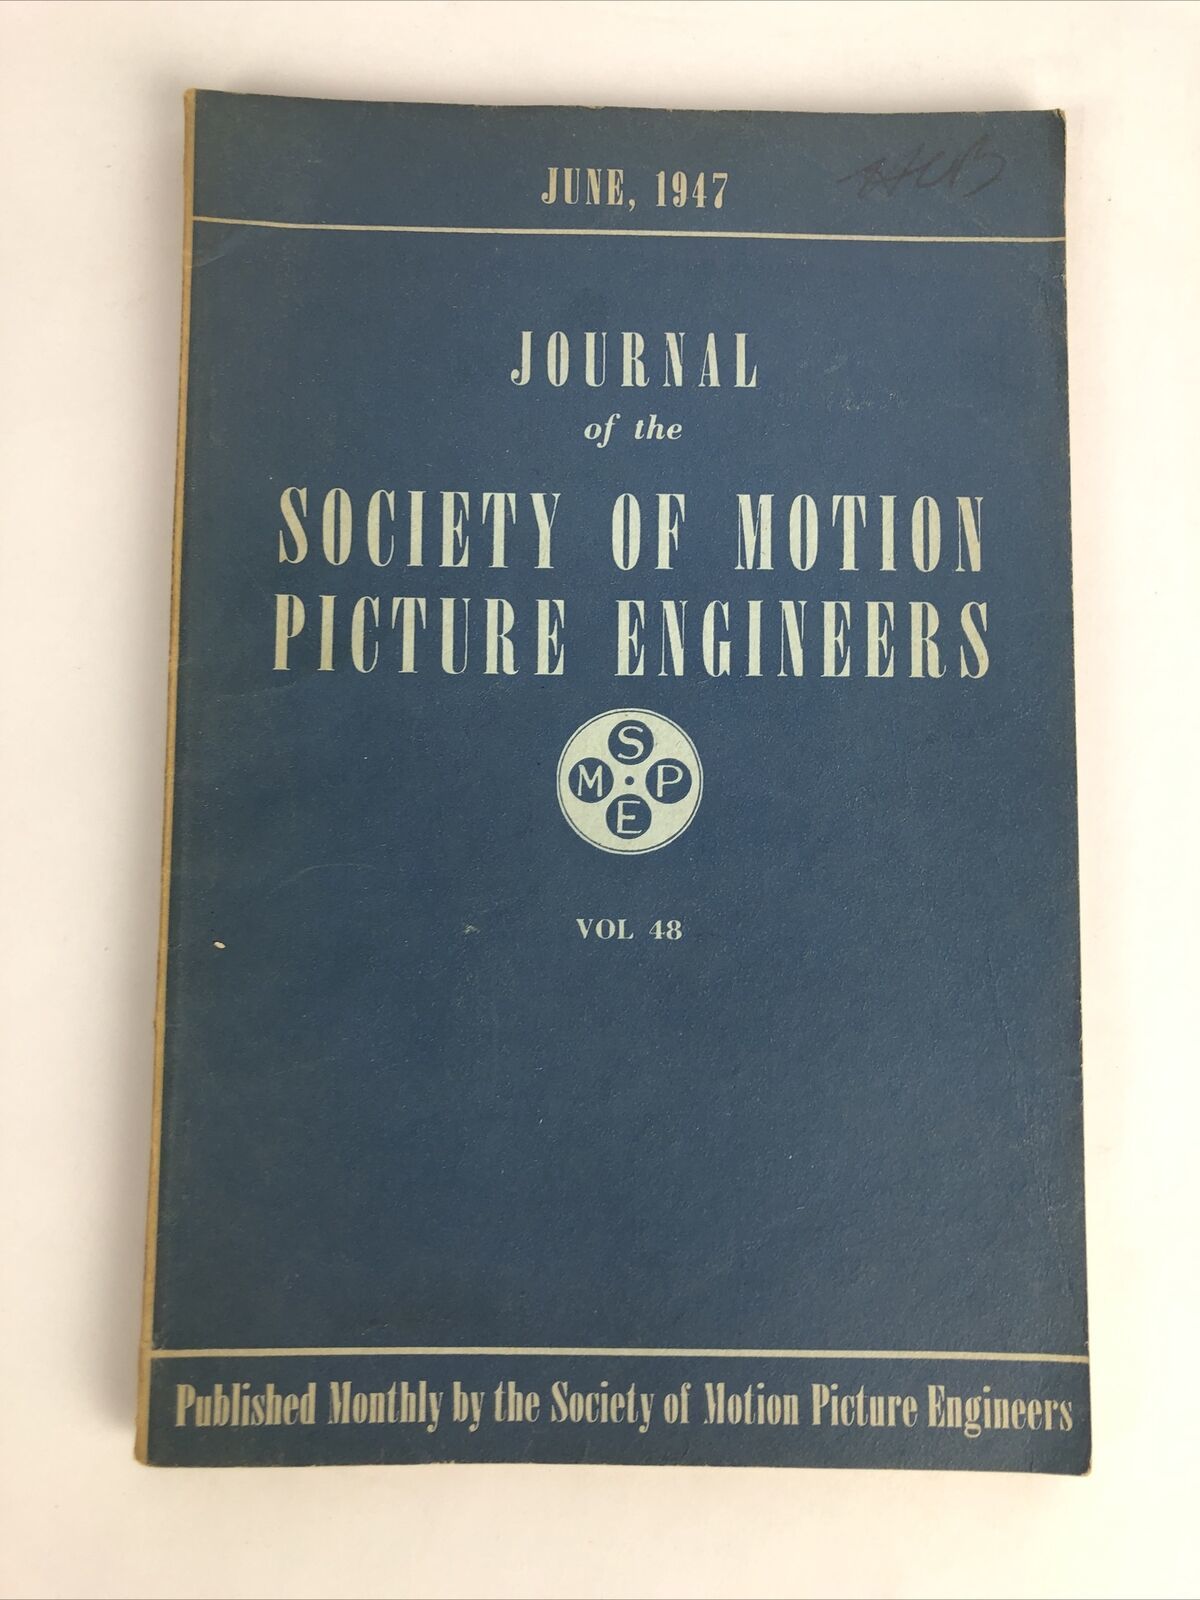 JUNE, 1947
JOURNAL
of the
SOCIETY OF MOTION
PICTURE ENGINEERS
S
M P
E
VOL 48
Published Monthly by the Society of Motion Picture Engineers